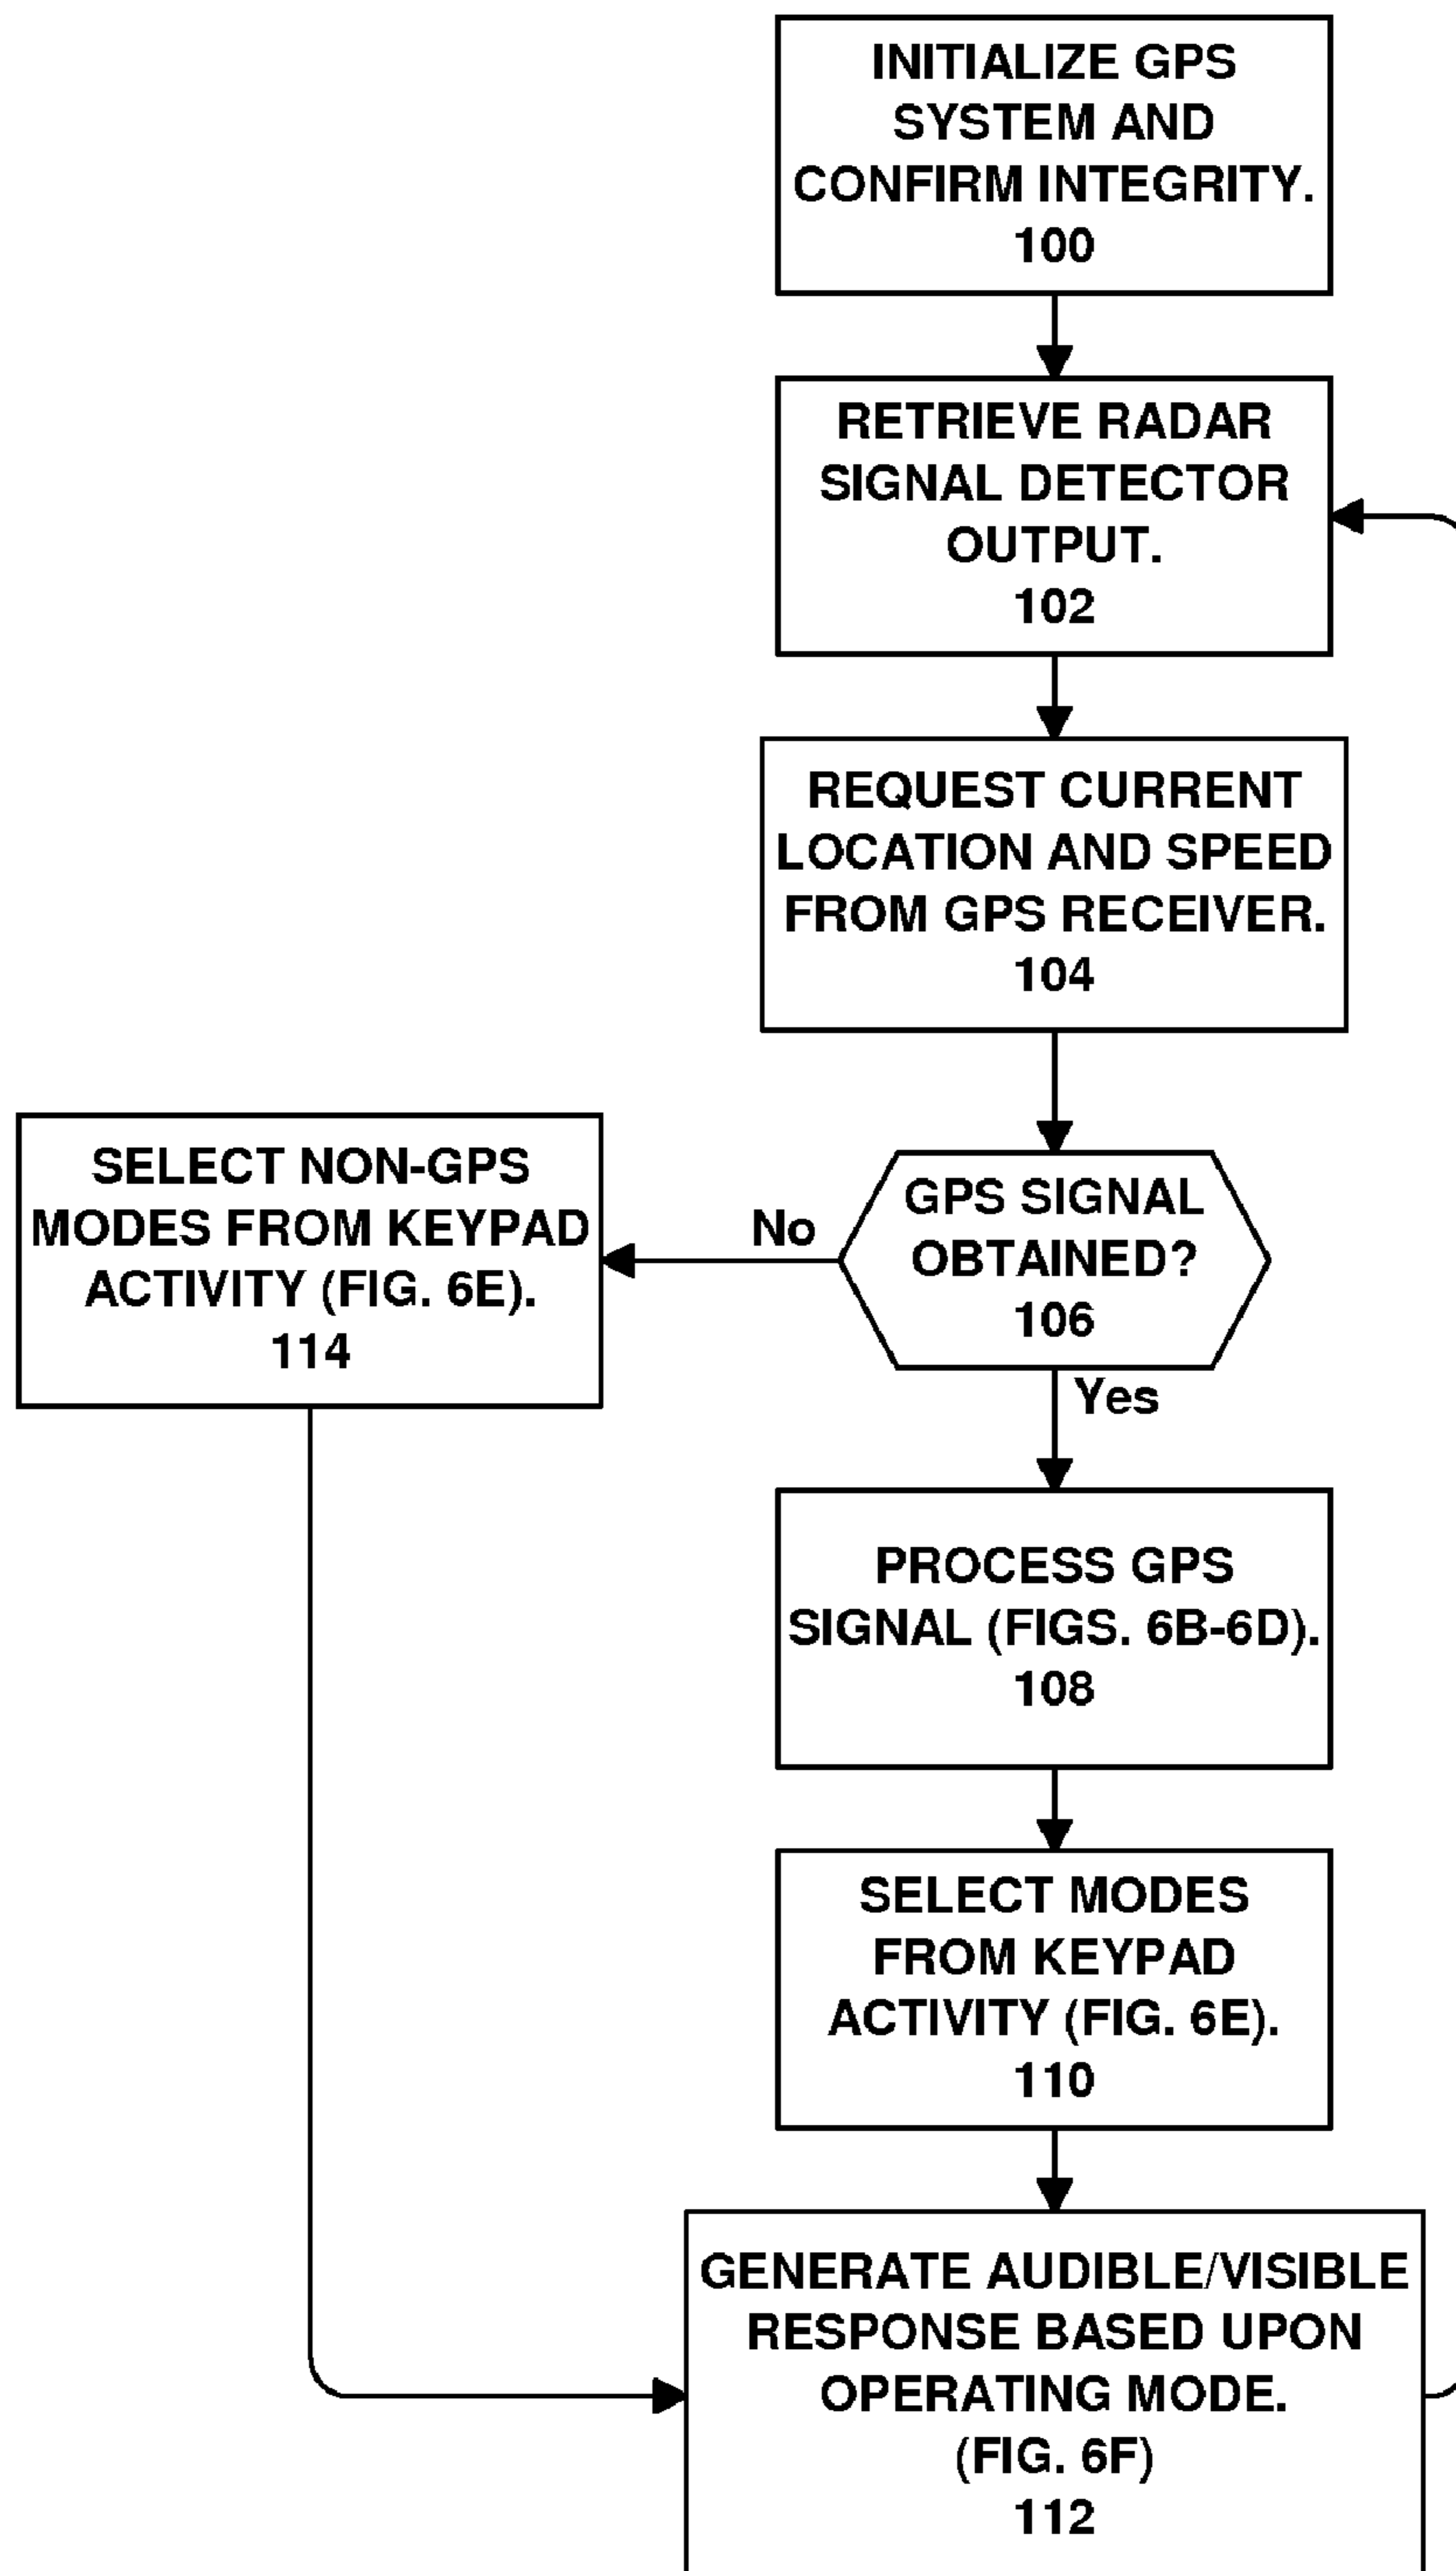 INITIALIZE GPS
SYSTEM AND
CONFIRM INTEGRITY.
100
RETRIEVE RADAR
SIGNAL DETECTOR
OUTPUT.
102
REQUEST CURRENT
LOCATION AND SPEED
FROM GPS RECEIVER.
104
GPS SIGNAL
OBTAINED?
106
No
SELECT NON-GPS
MODES FROM KEYPAD
ACTIVITY (FIG. 6E).
114
Yes
PROCESS GPS
SIGNAL (FIGS. 6B-6D).
108
SELECT MODES
FROM KEYPAD
ACTIVITY (FIG. 6E).
110
GENERATE AUDIBLE/VISIBLE
RESPONSE BASED UPON
OPERATING MODE.
(FIG. 6F)
112